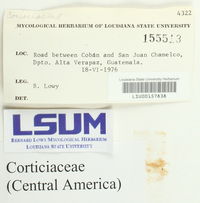 4322
MYCOLOGICAL HERBARIUM OF LOUISIANA STATE UNIVERSITY
LOC. Road between Cobán and San Juan Chamelco,
Dpto. Alta Verapaz, Guatemala.
18-VI-1976
LEG. B. Lowy
Louisiana State University Herbarium
LSU00157838
LSUM
BERNARD LOWY MYCOLOGICAL HERBARIUM
LOUISIANA STATE UNIVERSITY
Corticiaceae
(Central America)